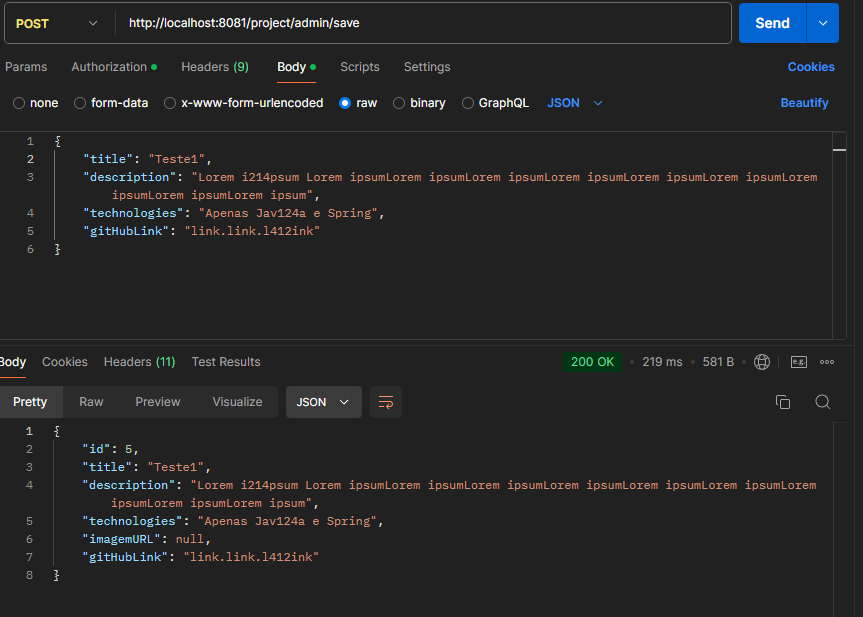 POST http://localhost:8081/project/admin/save Send
Params Authorization Headers (9) Body Scripts Settings Cookies
none form-data x-www-form-urlencoded raw binary GraphQL JSON Beautify
1 {
2 "title": "Teste1",
3 "description": "Lorem i214psum Lorem ipsumLorem ipsumLorem ipsumLorem ipsumLorem ipsumLorem ipsumLorem
ipsumLorem ipsumLorem ipsum",
4 "technologies": "Apenas Jav124a e Spring",
5 "gitHubLink": "link.link.l412ink"
6 }
Body Cookies Headers (11) Test Results 200 OK 219 ms 581 B e.g.
Pretty Raw Preview Visualize JSON
1 {
2 "id": 5,
3 "title": "Teste1",
4 "description": "Lorem i214psum Lorem ipsumLorem ipsumLorem ipsumLorem ipsumLorem ipsumLorem ipsumLorem
ipsumLorem ipsumLorem ipsum",
5 "technologies": "Apenas Jav124a e Spring",
6 "imagemURL": null,
7 "gitHubLink": "link.link.l412ink"
8 }